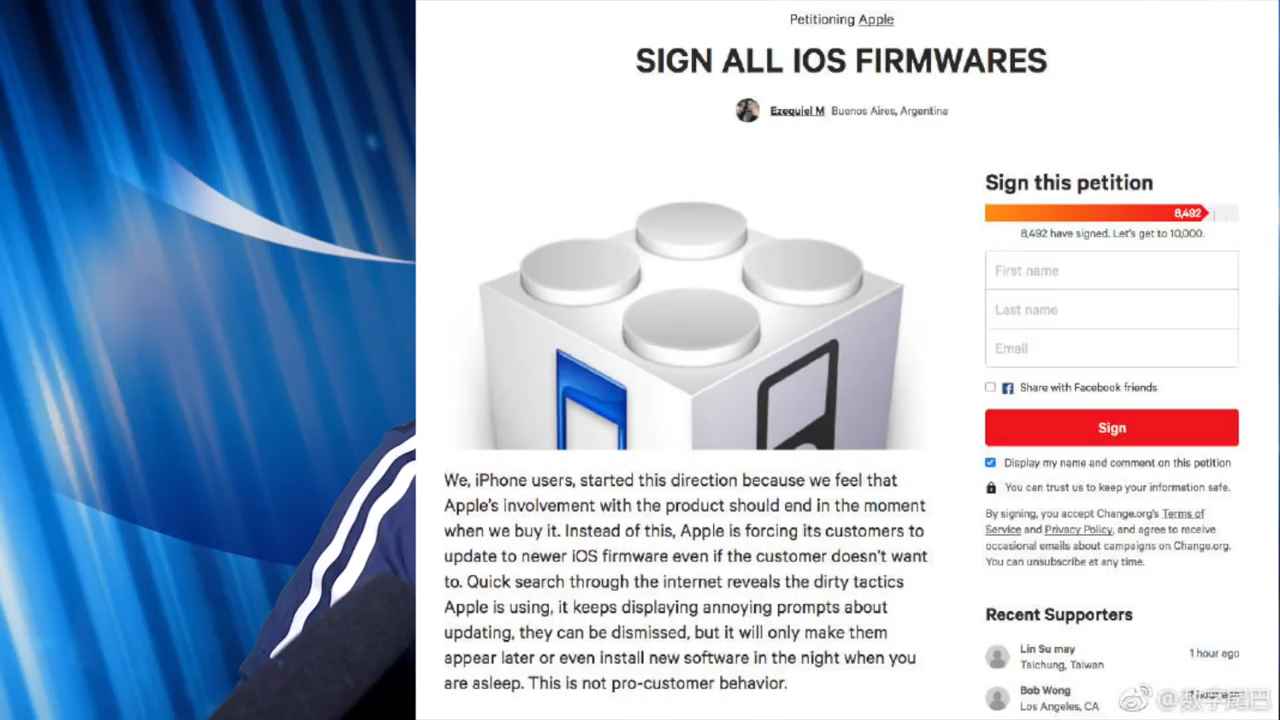 Petitioning Apple
SIGN ALL IOS FIRMWARES
Ezequiel M Buenos Aires, Argentina
We, iPhone users, started this direction because we feel that
Apple's involvement with the product should end in the moment
when we buy it. Instead of this, Apple is forcing its customers to
update to newer iOS firmware even if the customer doesn't want
to. Quick search through the internet reveals the dirty tactics
Apple is using, it keeps displaying annoying prompts about
updating, they can be dismissed, but it will only make them
appear later or even install new software in the night when you
are asleep. This is not pro-customer behavior.
Sign this petition
8,492
8,492 have signed. Let's get to 10,000.
First name
Last name
Email
Share with Facebook friends
Sign
Display my name and comment on this petition
You can trust us to keep your information safe.
By signing, you accept Change.org's Terms of
Service and Privacy Policy, and agree to receive
occasional emails about campaigns on Change.org.
You can unsubscribe at any time.
Recent Supporters
Lin Su may
1 hour ago
Taichung, Taiwan
Bob Wong
Los Angeles, CA
@数字尾巴